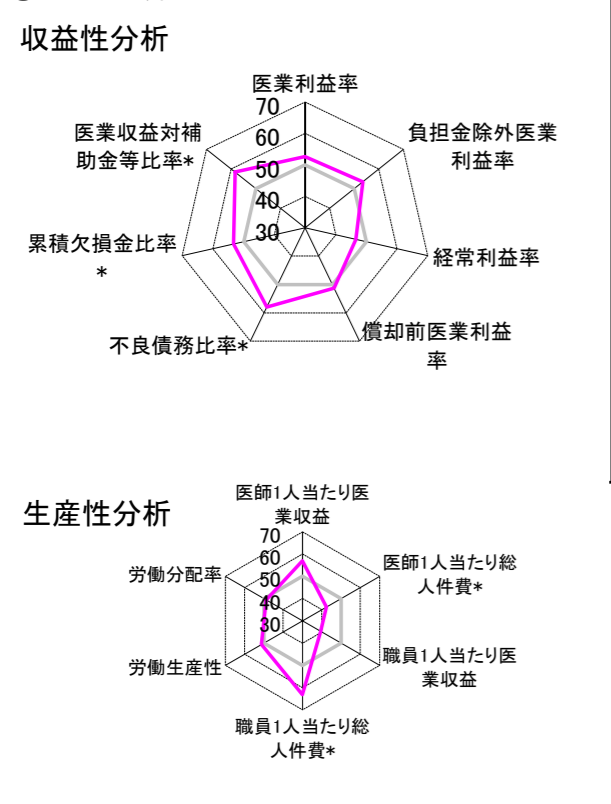 収益性分析
医業利益率
負担金除外医業
利益率
経常利益率
償却前医業利益
率
不良債務比率*
累積欠損金比率
*
医業収益対補
助金等比率*
70
60
50
40
30
生産性分析
医師1人当たり医
業収益
医師1人当たり総
人件費*
職員1人当たり医
業収益
職員1人当たり総
人件費*
労働生産性
労働分配率
70
60
50
40
30